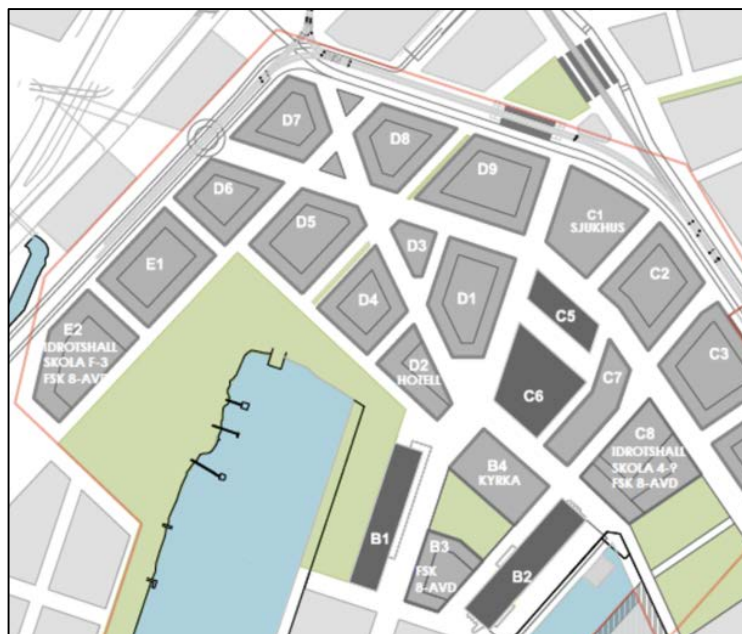 D7
D8
D9
D6
D5
D3
C1
SJUKHUS
E1
D4
D1
C2
C5
E2
IDROTSHALL
SKOLA F-3
FSK 8-AVD
D2
HOTELL
C6
C7
C3
C8
IDROTSHALL
SKOLA 4-9
FSK 8-AVD
B4
KYRKA
B1
B3
FSK
8-AVD
B2